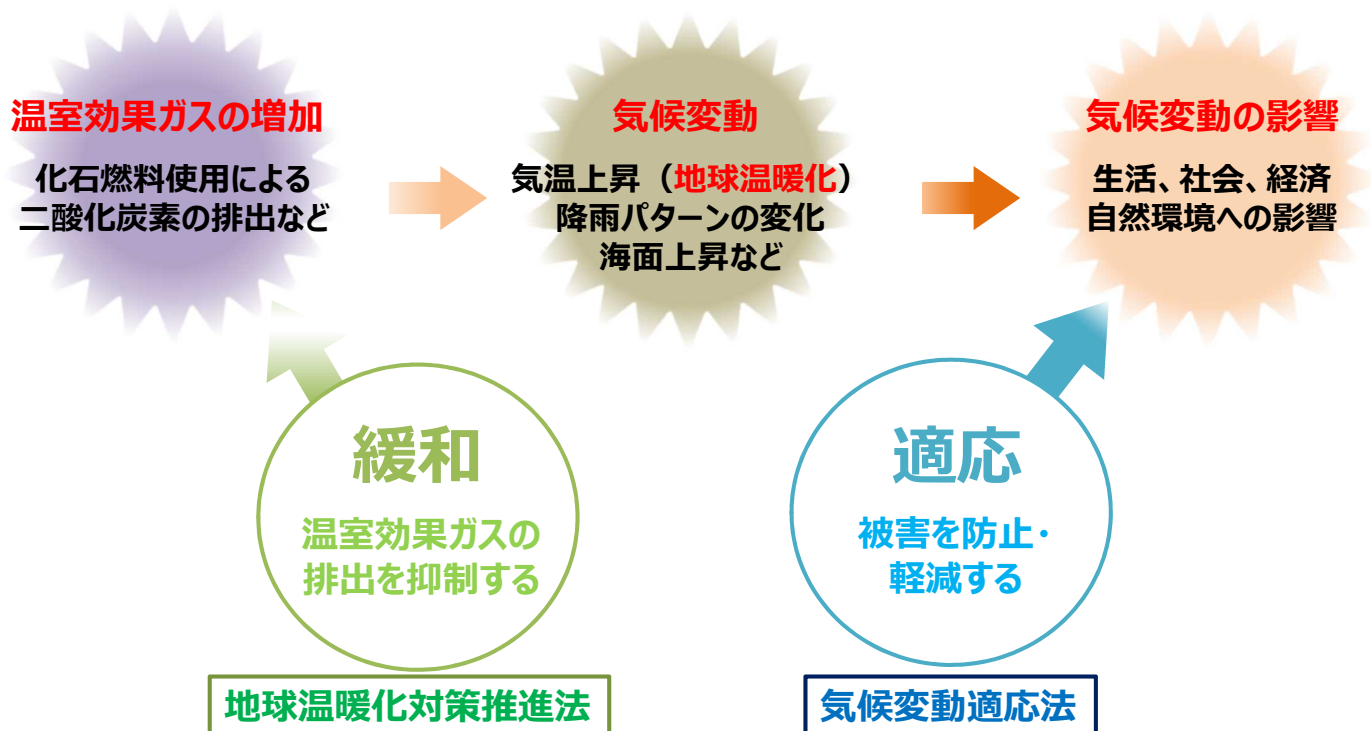 温室効果ガスの増加
化石燃料使用による
二酸化炭素の排出など
気候変動
気温上昇（地球温暖化）
降雨パターンの変化
海面上昇など
気候変動の影響
生活、社会、経済
自然環境への影響
緩和
温室効果ガスの
排出を抑制する
地球温暖化対策推進法
適応
被害を防止・
軽減する
気候変動適応法